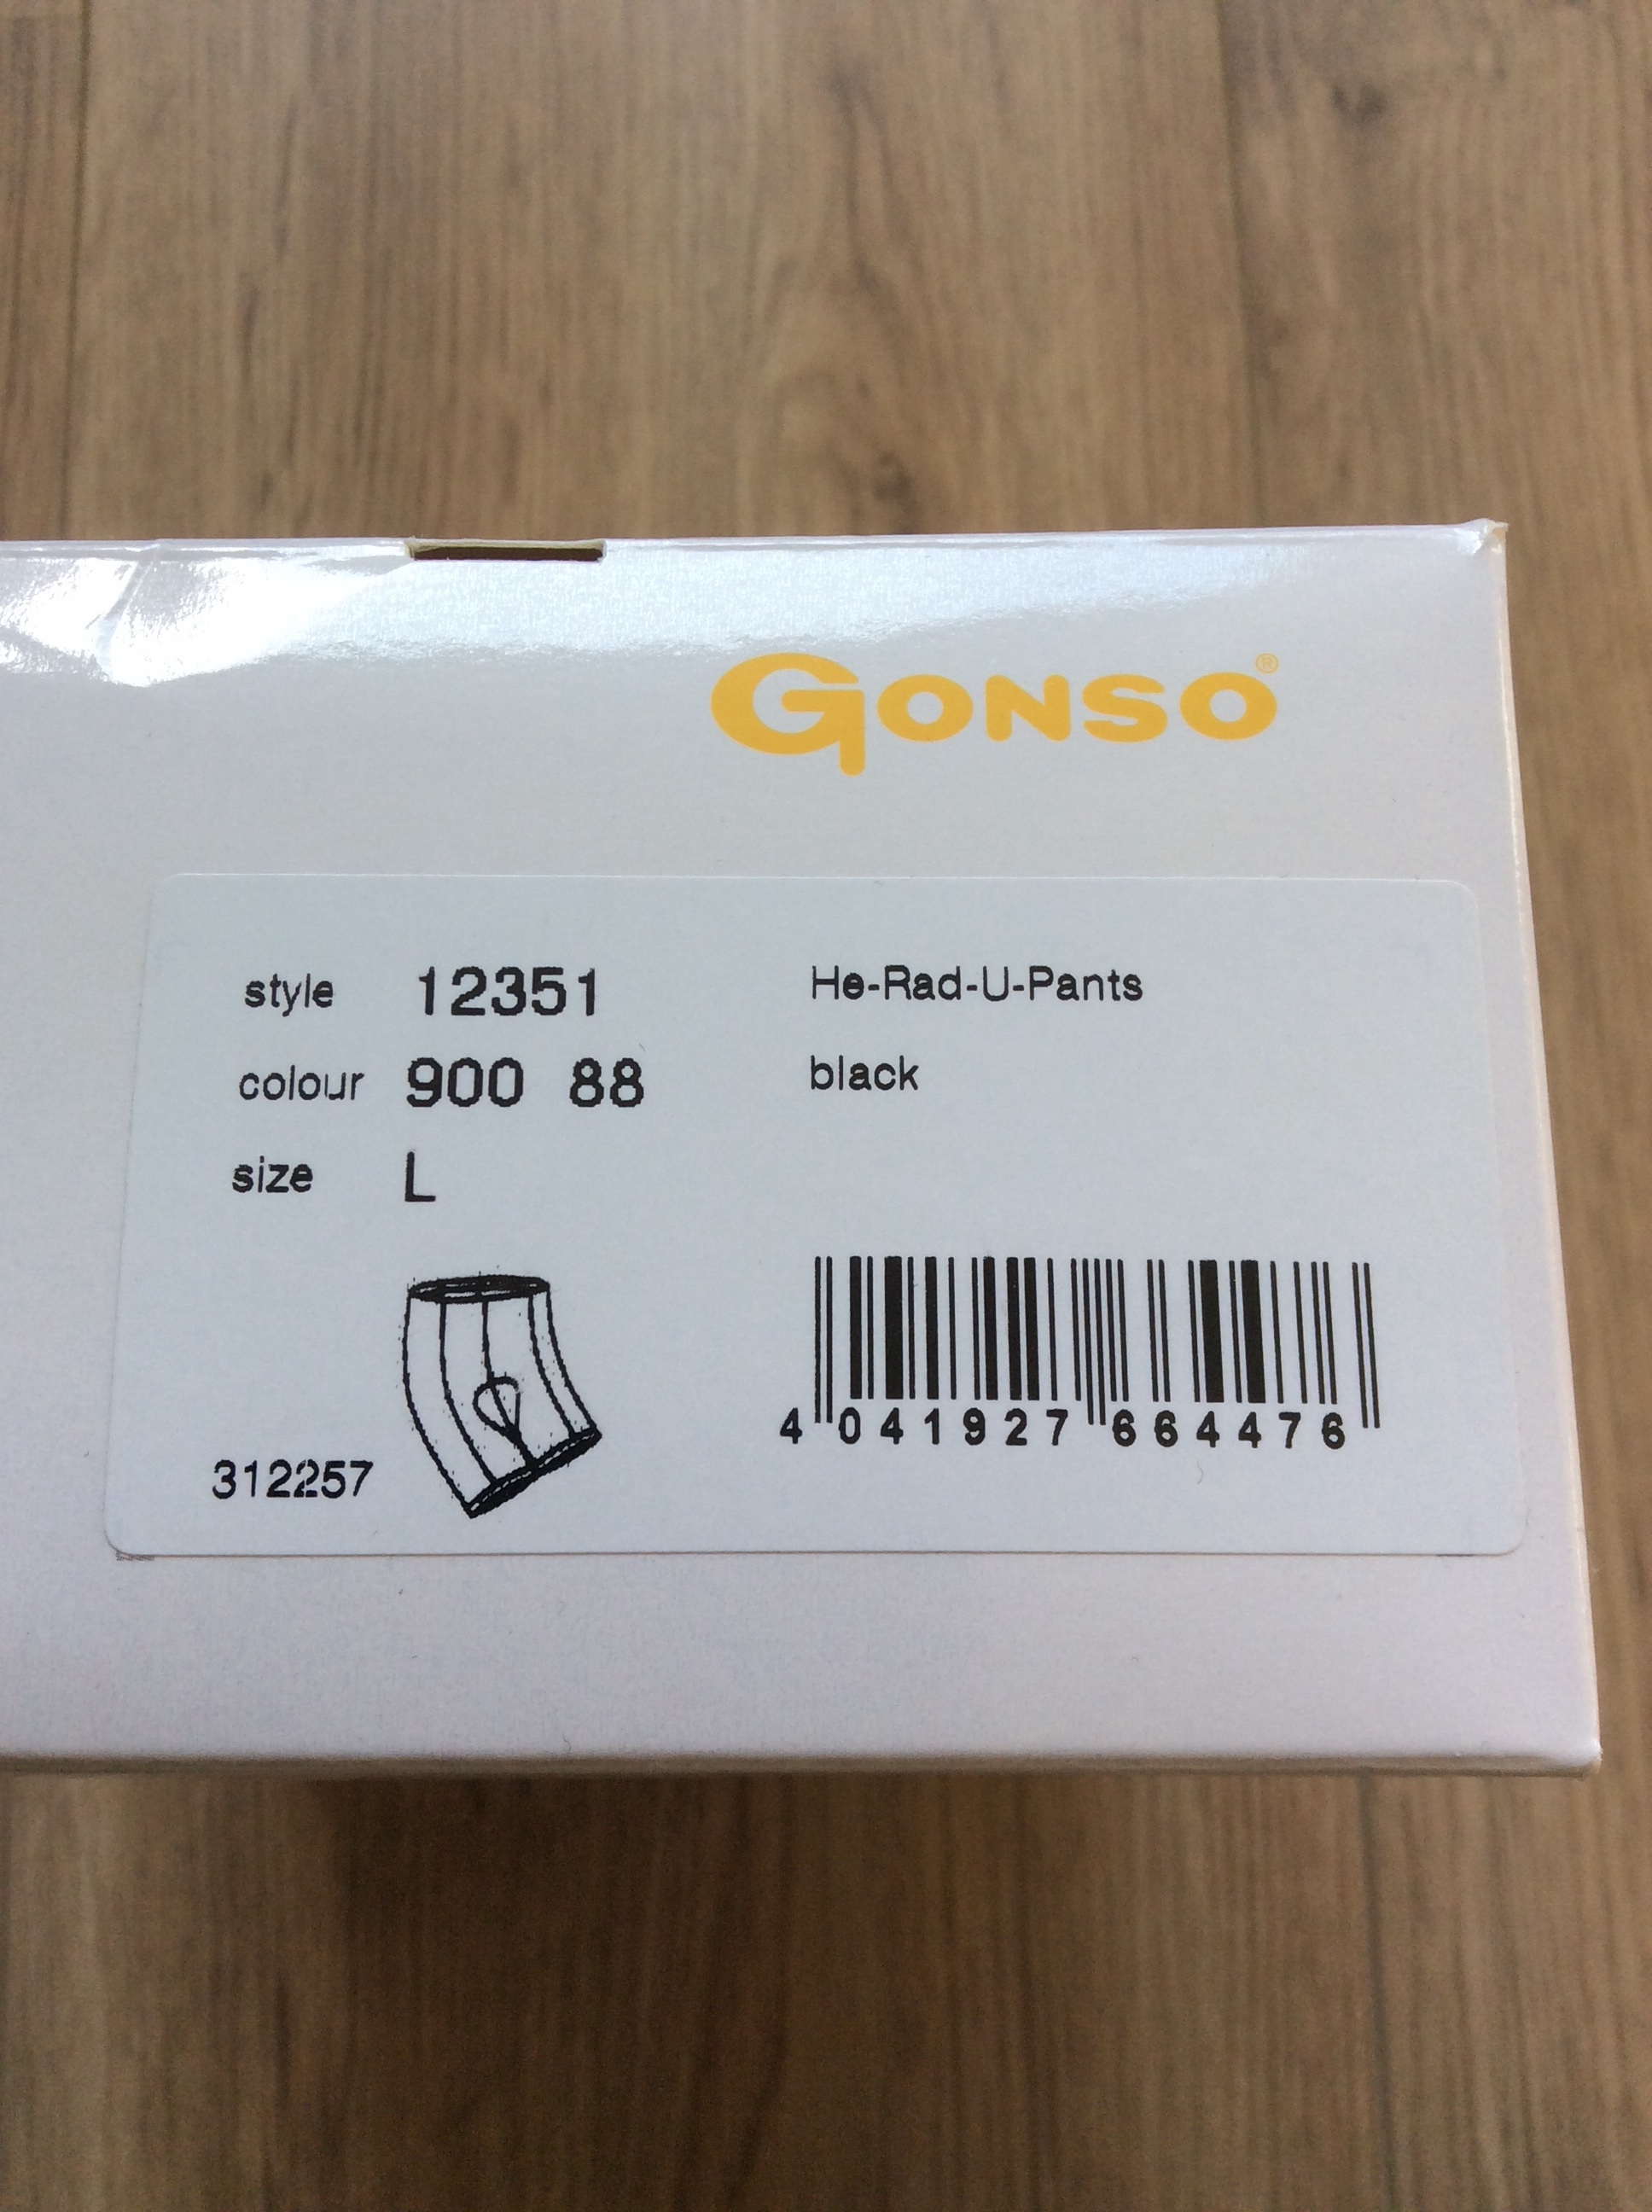 GONSO®
style 12351 He-Rad-U-Pants
colour 900 88 black
size L
4 041927 664476
312257